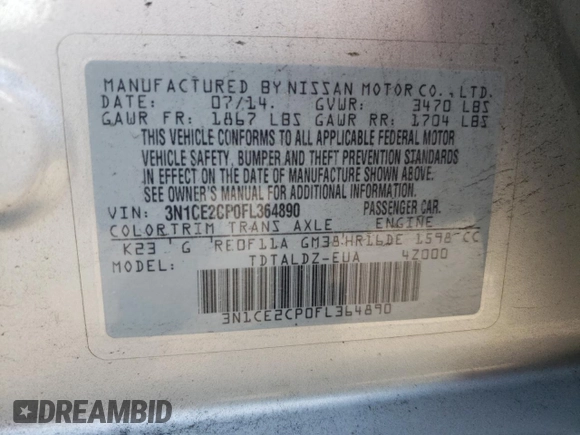 MANUFACTURED BY NISSAN MOTOR CO., LTD.
DATE: 07/14. GVWR: 3470 LBS
GAWR FR: 1867 LBS GAWR RR: 1704 LBS
THIS VEHICLE CONFORMS TO ALL APPLICABLE FEDERAL MOTOR
VEHICLE SAFETY, BUMPER AND THEFT PREVENTION STANDARDS
IN EFFECT ON THE DATE OF MANUFACTURE SHOWN ABOVE.
SEE OWNER'S MANUAL FOR ADDITIONAL INFORMATION.
VIN: 3N1CE2CP0FL364890 PASSENGER CAR.
COLOR TRIM TRANS AXLE ENGINE
K23 G RE0F11A GM38 HR16DE 1598 CC
MODEL: TDTALDZ-EUA 4Z000
3N1CE2CP0FL364890
DREAMBID